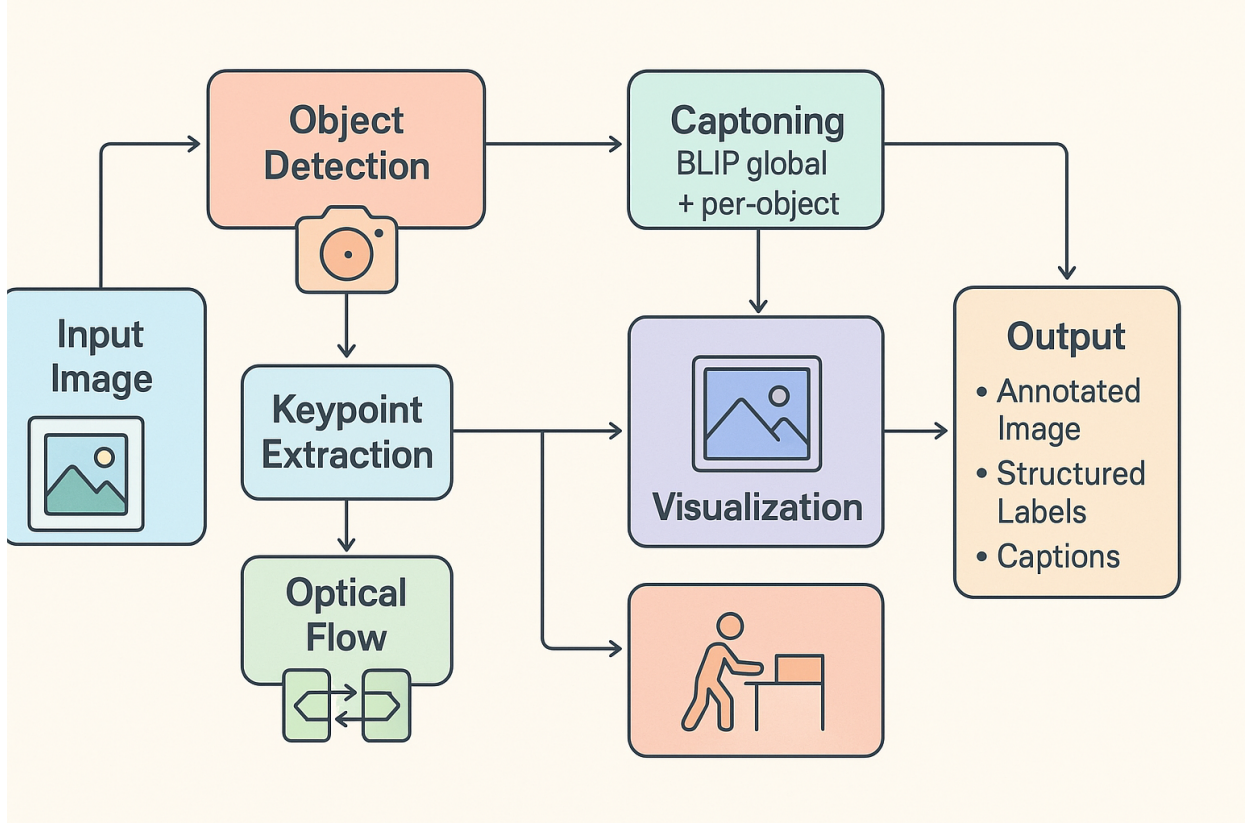 Object
Detection
Captoning
BLIP global
+ per-object
Input
Image
Keypoint
Extraction
Optical
Flow
Visualization
Output
• Annotated
Image
• Structured
Labels
• Captions